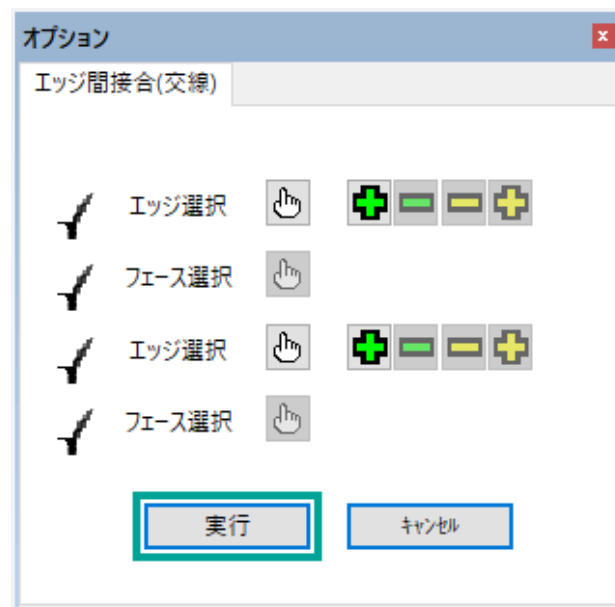 オプション
エッジ間接合(交線)
エッジ選択
フェース選択
エッジ選択
フェース選択
実行
ｷｬﾝｾﾙ